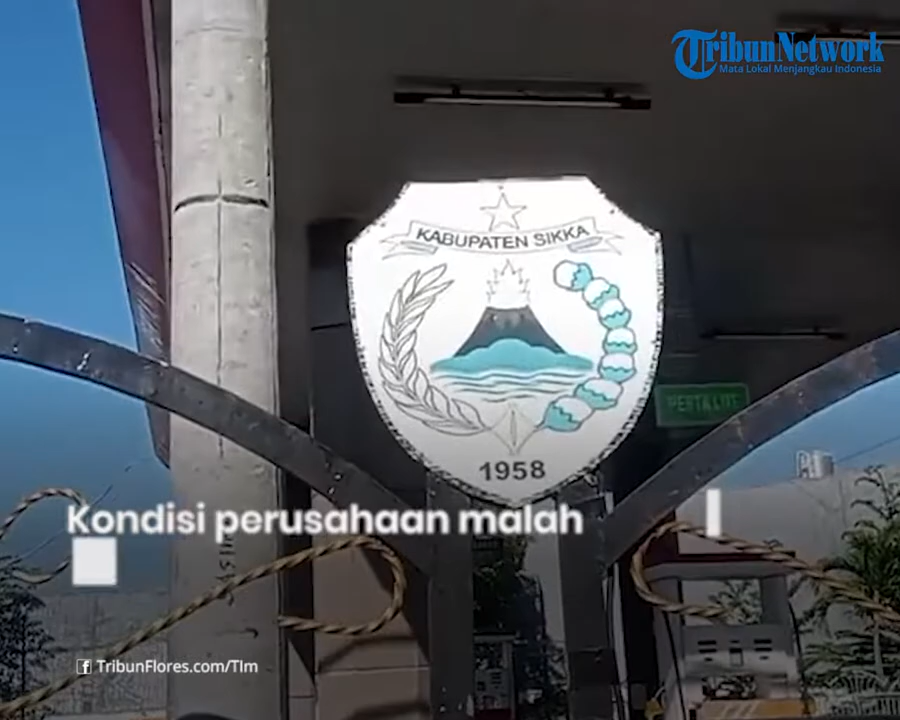 TribunNetwork
Mata Lokal Menjangkau Indonesia
KABUPATEN SIKKA
PERTALITE
1958
Kondisi perusahaan malah
TribunFlores.com/Tim